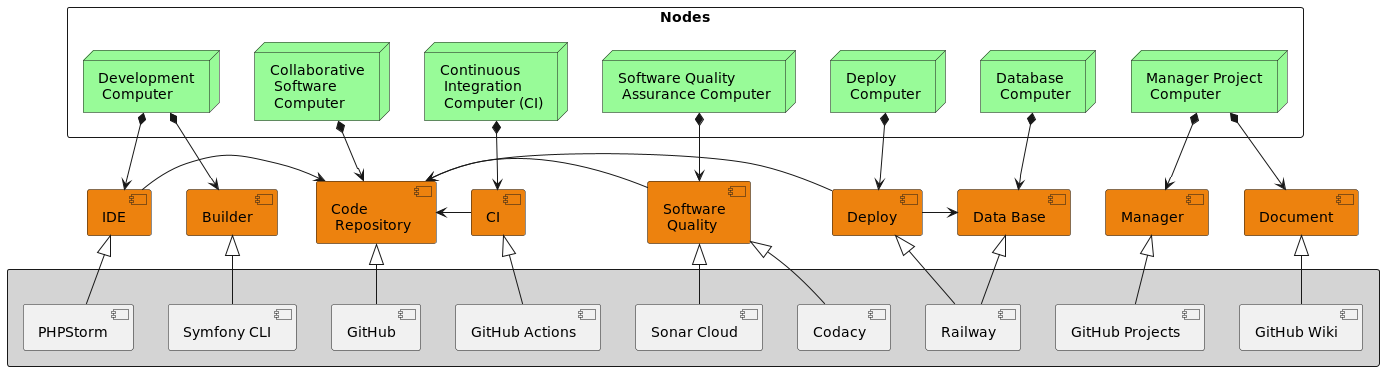 Nodes
Development
Computer
Collaborative
Software
Computer
Continuous
Integration
Computer (CI)
Software Quality
Assurance Computer
Deploy
Computer
Database
Computer
Manager Project
Computer
IDE
Builder
Code
Repository
CI
Software
Quality
Deploy
Data Base
Manager
Document
PHPStorm
Symfony CLI
GitHub
GitHub Actions
Sonar Cloud
Codacy
Railway
GitHub Projects
GitHub Wiki